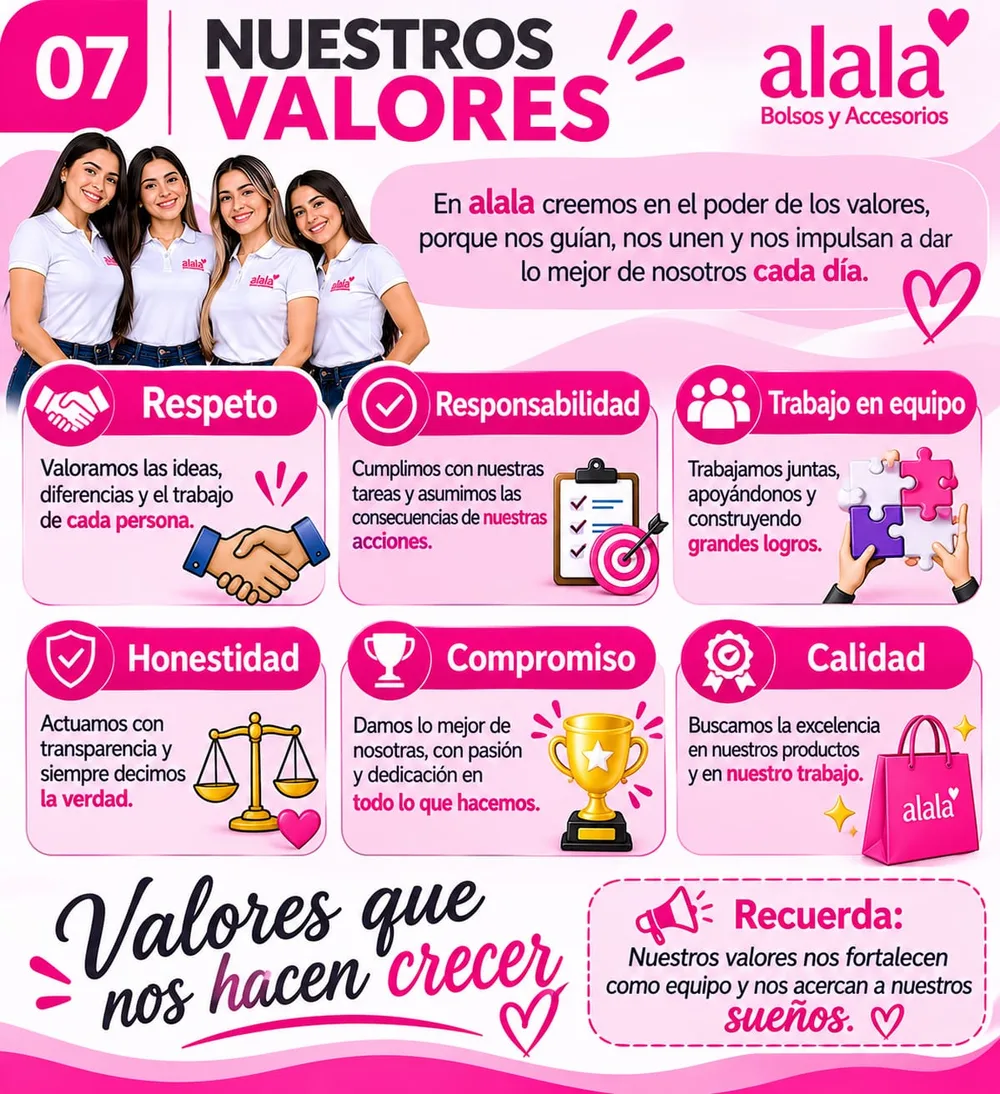 07
NUESTROS
VALORES
alala
Bolsos y Accesorios
En alala creemos en el poder de los valores,
porque nos guían, nos unen y nos impulsan a dar
lo mejor de nosotros cada día.
alala
alala
alala
Respeto
Valoramos las ideas,
diferencias y el trabajo
de cada persona.
Responsabilidad
Cumplimos con nuestras
tareas y asumimos las
consecuencias de nuestras
acciones.
Trabajo en equipo
Trabajamos juntas,
apoyándonos y
construyendo
grandes logros.
Honestidad
Actuamos con
transparencia y
siempre decimos
la verdad.
Compromiso
Damos lo mejor de
nosotras, con pasión
y dedicación en
todo lo que hacemos.
Calidad
Buscamos la excelencia
en nuestros productos
y en nuestro trabajo.
alala
Valores que
nos hacen crecer
Recuerda:
Nuestros valores nos fortalecen
como equipo y nos acercan a nuestros
sueños.